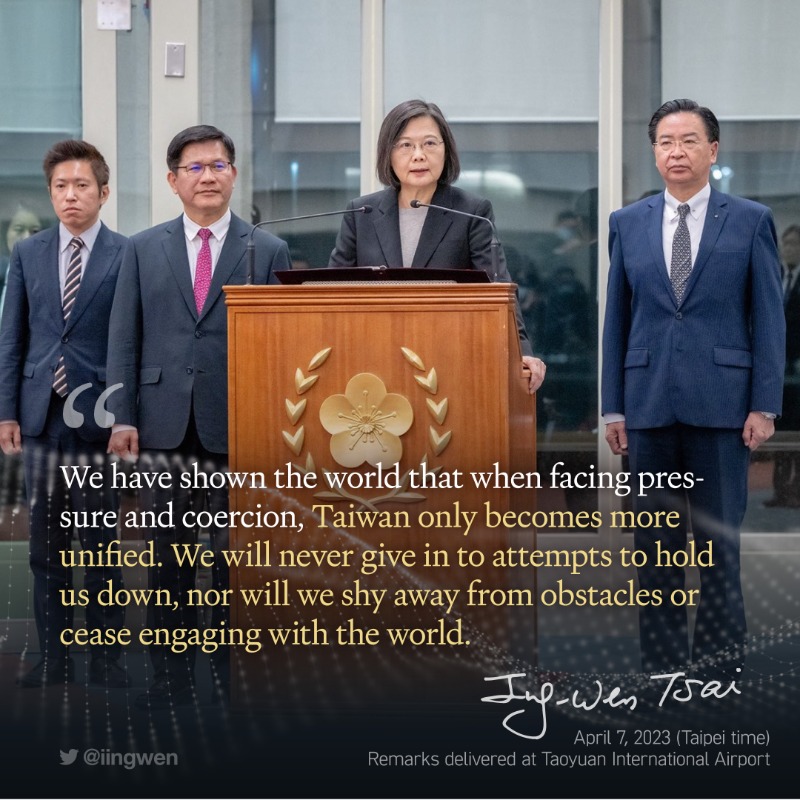 “
We have shown the world that when facing pres-
sure and coercion, Taiwan only becomes more
unified. We will never give in to attempts to hold
us down, nor will we shy away from obstacles or
cease engaging with the world.
Ing-wen Tsai
April 7, 2023 (Taipei time)
@iingwen
Remarks delivered at Taoyuan International Airport